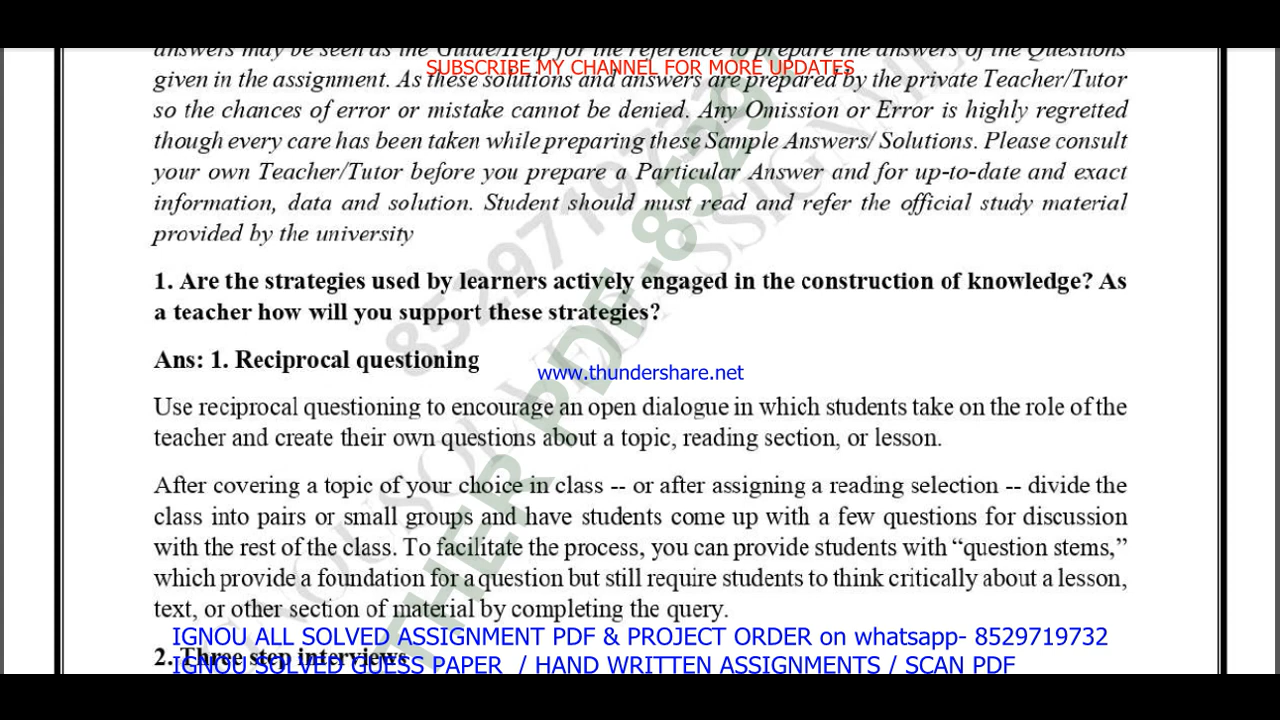 answers may be seen as the Guide/Help for the reference to prepare the answers of the Questions
SUBSCRIBE MY CHANNEL FOR MORE UPDATES
given in the assignment. As these solutions and answers are prepared by the private Teacher/Tutor
so the chances of error or mistake cannot be denied. Any Omission or Error is highly regretted
though every care has been taken while preparing these Sample Answers/ Solutions. Please consult
your own Teacher/Tutor before you prepare a Particular Answer and for up-to-date and exact
information, data and solution. Student should must read and refer the official study material
provided by the university
1. Are the strategies used by learners actively engaged in the construction of knowledge? As
a teacher how will you support these strategies?
Ans: 1. Reciprocal questioning
www.thundershare.net
Use reciprocal questioning to encourage an open dialogue in which students take on the role of the
teacher and create their own questions about a topic, reading section, or lesson.
After covering a topic of your choice in class -- or after assigning a reading selection -- divide the
class into pairs or small groups and have students come up with a few questions for discussion
with the rest of the class. To facilitate the process, you can provide students with “question stems,”
which provide a foundation for a question but still require students to think critically about a lesson,
text, or other section of material by completing the query.
IGNOU ALL SOLVED ASSIGNMENT PDF & PROJECT ORDER on whatsapp- 8529719732
2. Three step interviews
IGNOU SOLVED GUESS PAPER / HAND WRITTEN ASSIGNMENTS / SCAN PDF